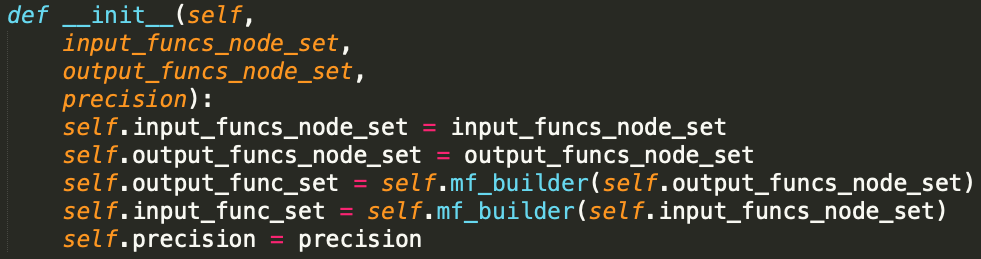 def __init__(self,
    input_funcs_node_set,
    output_funcs_node_set,
    precision):
    self.input_funcs_node_set = input_funcs_node_set
    self.output_funcs_node_set = output_funcs_node_set
    self.output_func_set = self.mf_builder(self.output_funcs_node_set)
    self.input_func_set = self.mf_builder(self.input_funcs_node_set)
    self.precision = precision